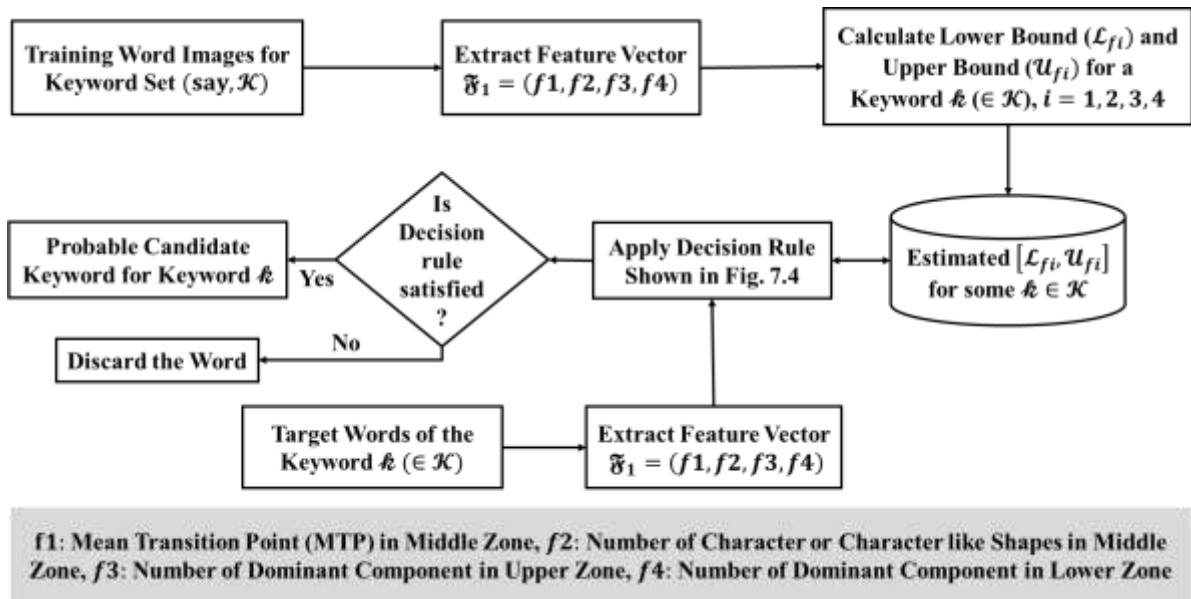 Training Word Images for
Keyword Set (say, 𝒦)
Extract Feature Vector
𝕱₁ = (f1, f2, f3, f4)
Calculate Lower Bound (ℒ_fi) and
Upper Bound (𝒰_fi) for a
Keyword 𝓀 (∈ 𝒦), i = 1, 2, 3, 4
Estimated [ℒ_fi, 𝒰_fi]
for some 𝓀 ∈ 𝒦
Apply Decision Rule
Shown in Fig. 7.4
Is
Decision
rule
satisfied
?
Yes
Probable Candidate
Keyword for Keyword 𝓀
No
Discard the Word
Target Words of the
Keyword 𝓀 (∈ 𝒦)
Extract Feature Vector
𝕱₁ = (f1, f2, f3, f4)
f1: Mean Transition Point (MTP) in Middle Zone, f2: Number of Character or Character like Shapes in Middle
Zone, f3: Number of Dominant Component in Upper Zone, f4: Number of Dominant Component in Lower Zone